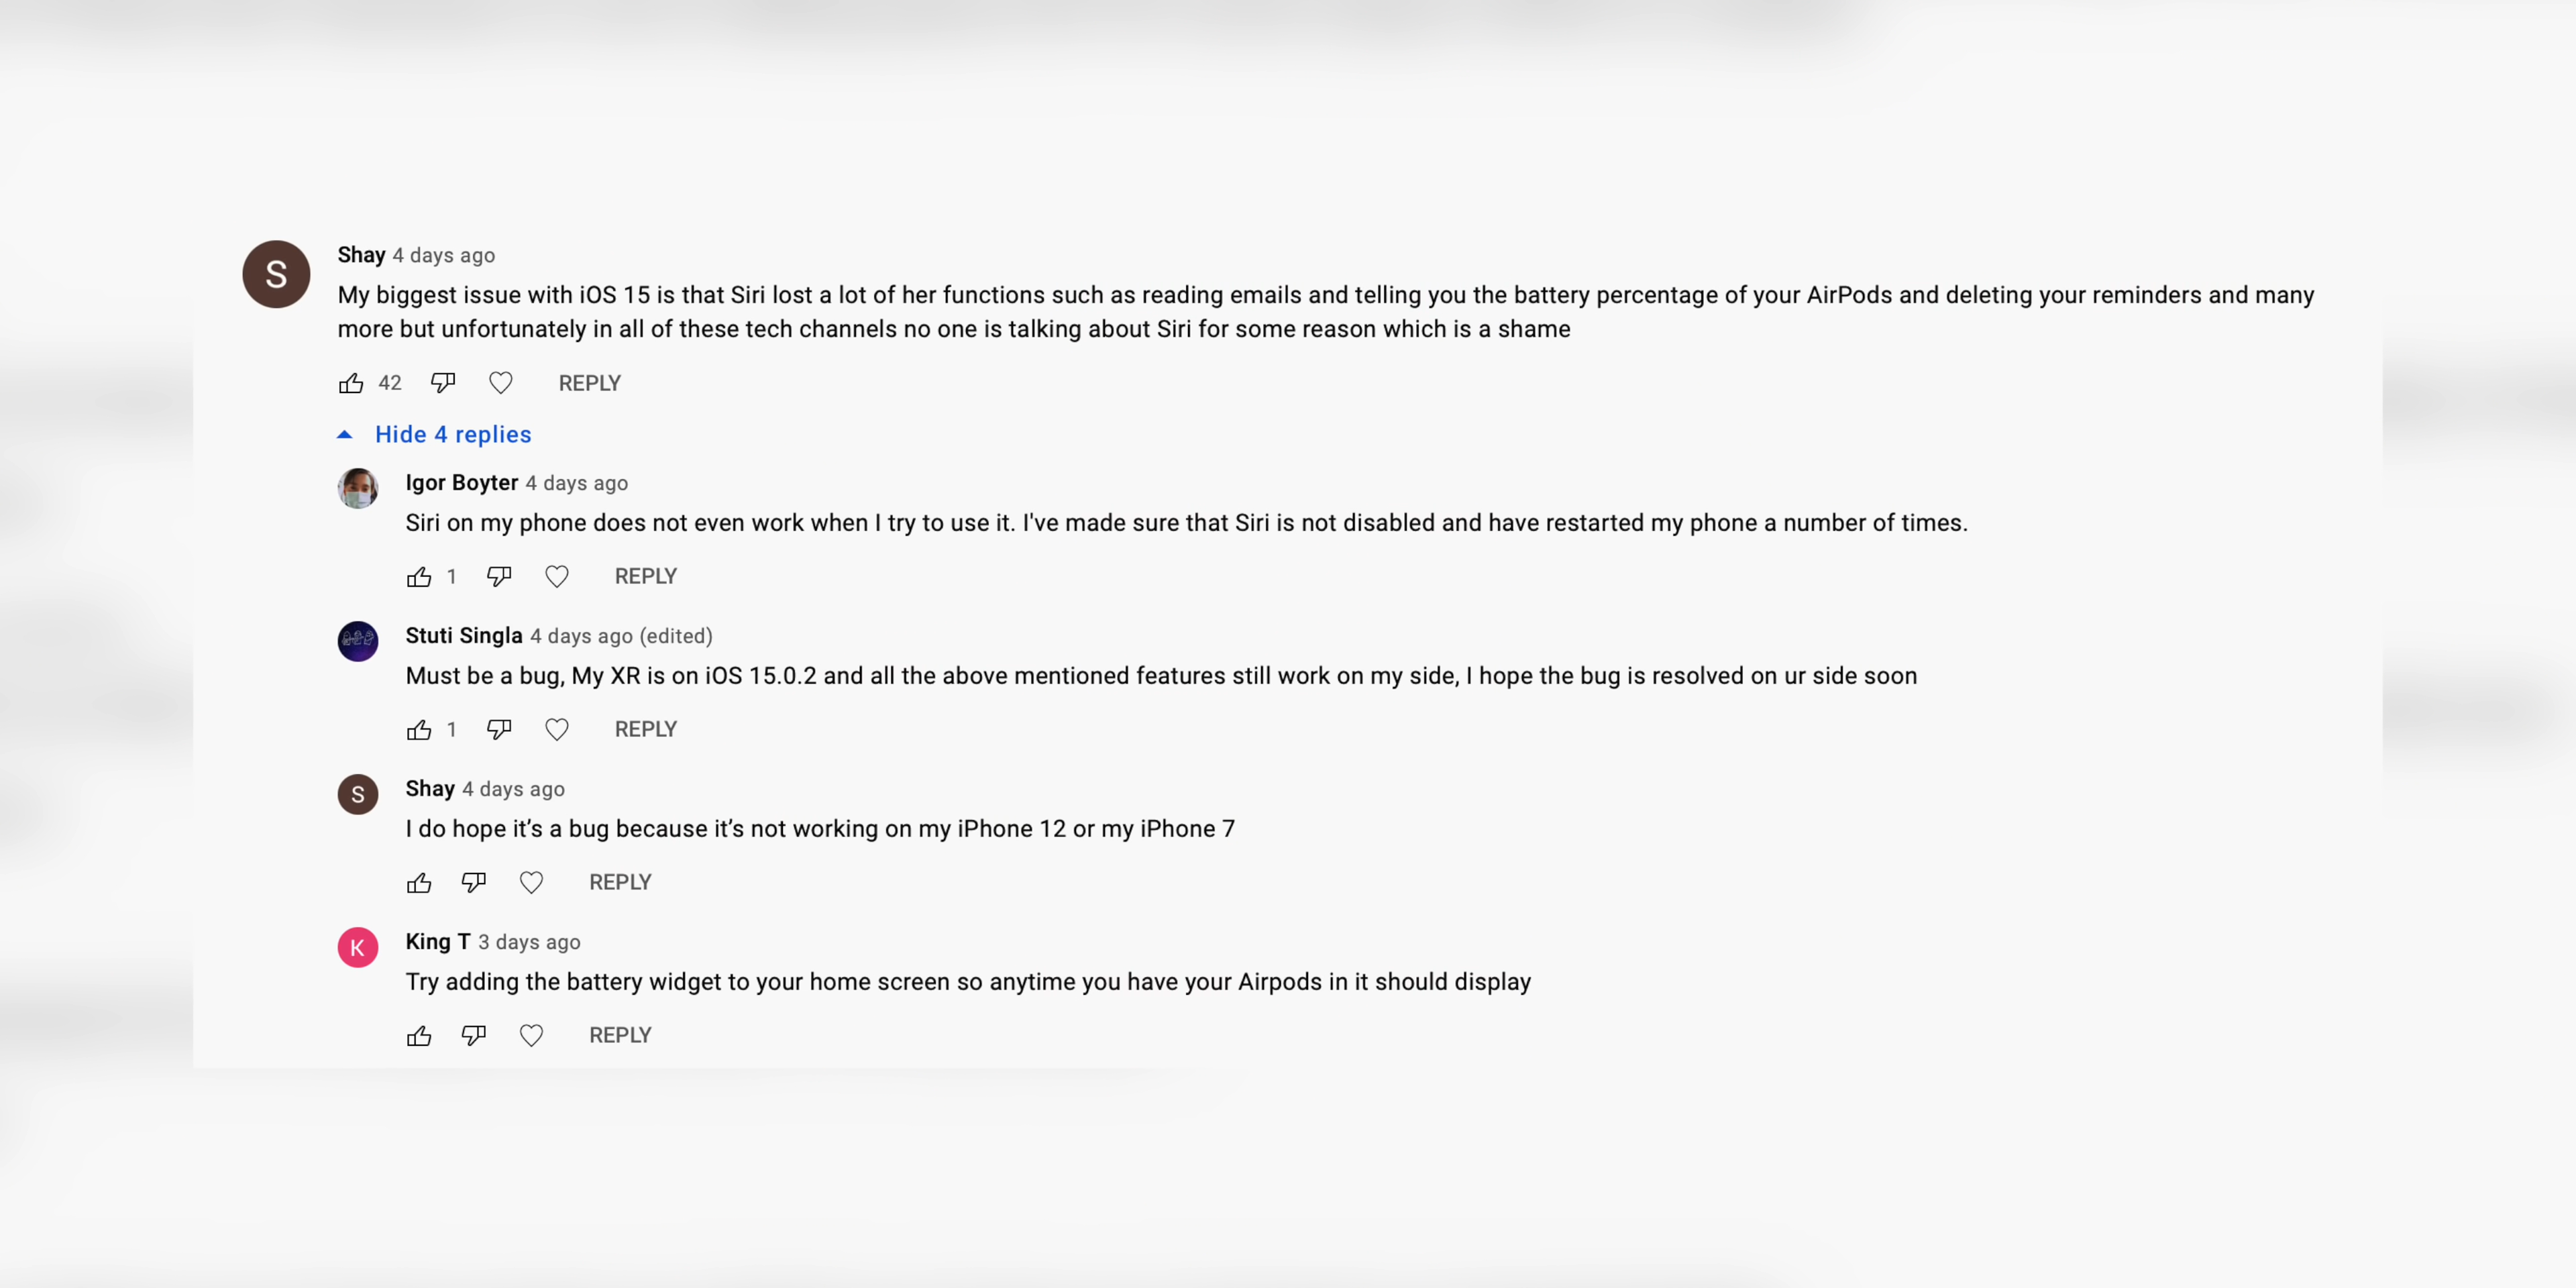 S
Shay 4 days ago
My biggest issue with iOS 15 is that Siri lost a lot of her functions such as reading emails and telling you the battery percentage of your AirPods and deleting your reminders and many
more but unfortunately in all of these tech channels no one is talking about Siri for some reason which is a shame
42 REPLY
Hide 4 replies
Igor Boyter 4 days ago
Siri on my phone does not even work when I try to use it. I've made sure that Siri is not disabled and have restarted my phone a number of times.
1 REPLY
Stuti Singla 4 days ago (edited)
Must be a bug, My XR is on iOS 15.0.2 and all the above mentioned features still work on my side, I hope the bug is resolved on ur side soon
1 REPLY
S
Shay 4 days ago
I do hope it’s a bug because it’s not working on my iPhone 12 or my iPhone 7
REPLY
K
King T 3 days ago
Try adding the battery widget to your home screen so anytime you have your Airpods in it should display
REPLY